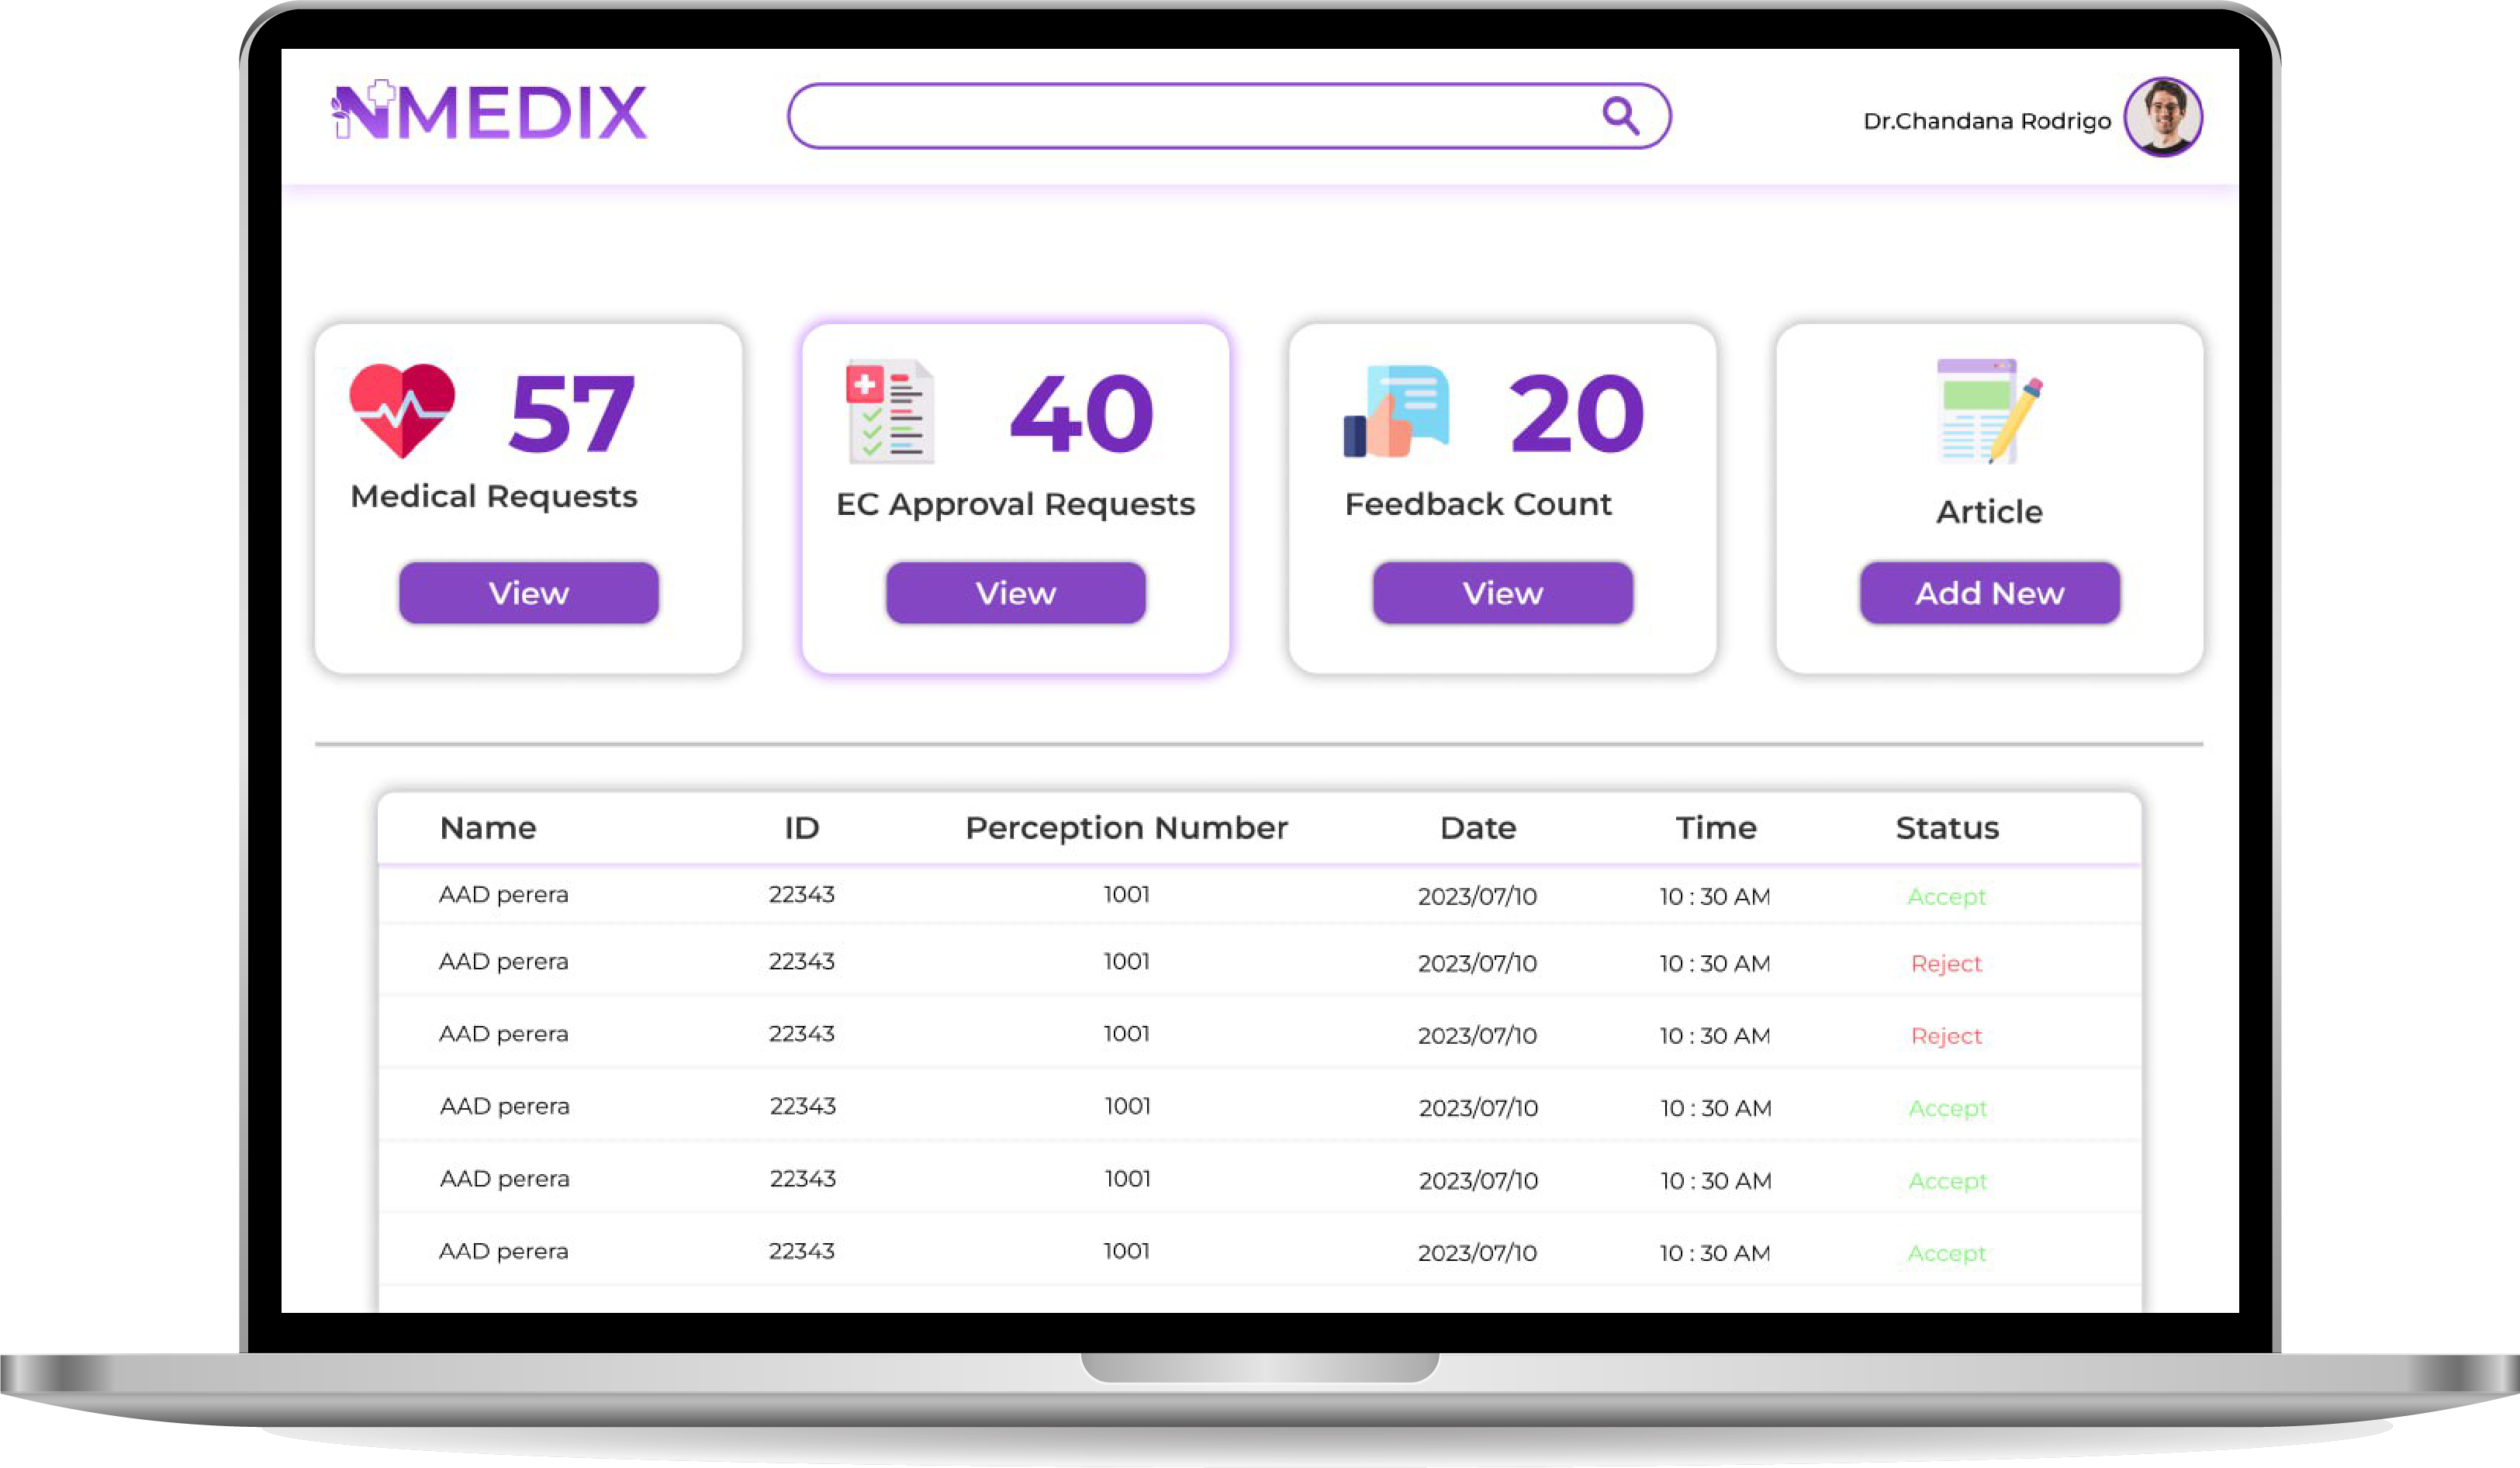 NMEDIX
Dr.Chandana Rodrigo
57
Medical Requests
View
40
EC Approval Requests
View
20
Feedback Count
View
Article
Add New
Name ID Perception Number Date Time Status
AAD perera 22343 1001 2023/07/10 10 : 30 AM Accept
AAD perera 22343 1001 2023/07/10 10 : 30 AM Reject
AAD perera 22343 1001 2023/07/10 10 : 30 AM Reject
AAD perera 22343 1001 2023/07/10 10 : 30 AM Accept
AAD perera 22343 1001 2023/07/10 10 : 30 AM Accept
AAD perera 22343 1001 2023/07/10 10 : 30 AM Accept